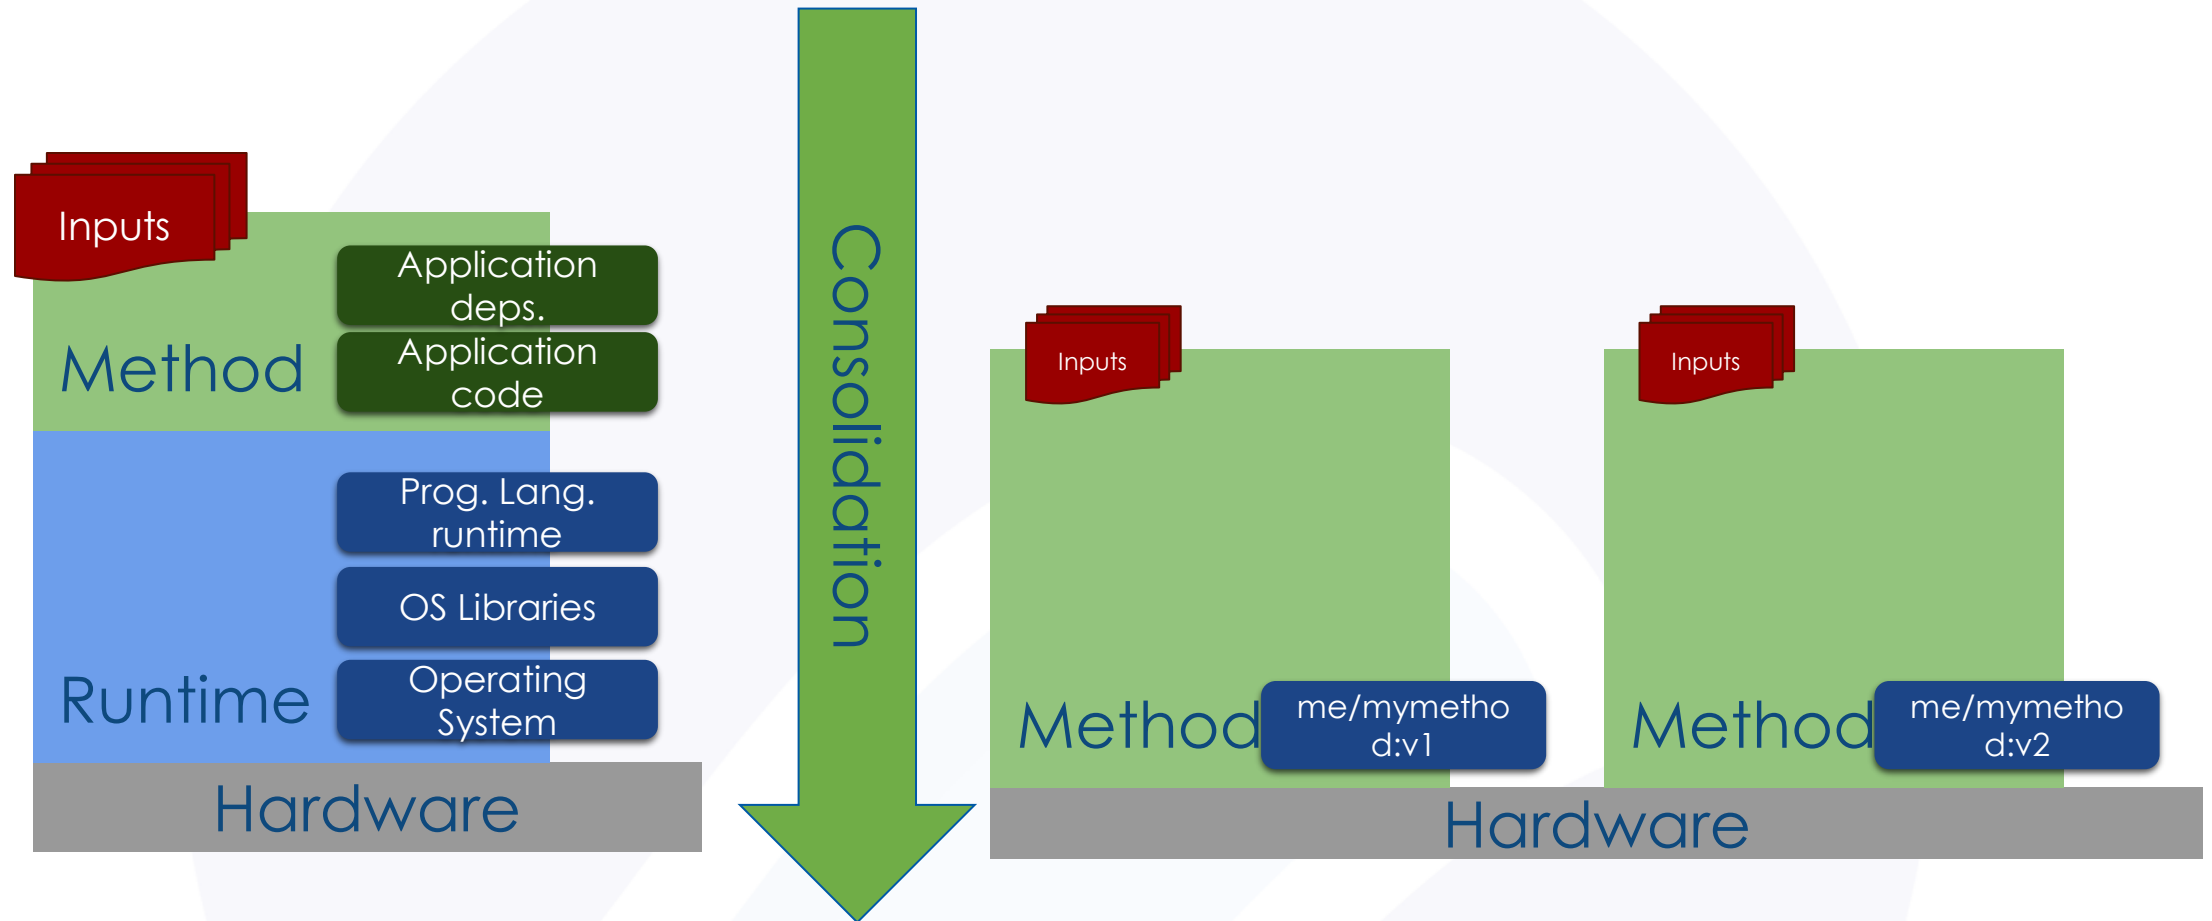 Inputs
Application
deps.
Method
Application
code
Prog. Lang.
runtime
OS Libraries
Runtime
Operating
System
Hardware
Consolidation
Inputs
Method
me/mymetho
d:v1
Inputs
Method
me/mymetho
d:v2
Hardware